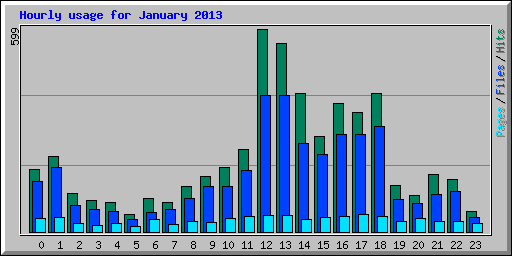 Hourly usage for January 2013
599
Pages / Files / Hits
0 1 2 3 4 5 6 7 8 9 10 11 12 13 14 15 16 17 18 19 20 21 22 23